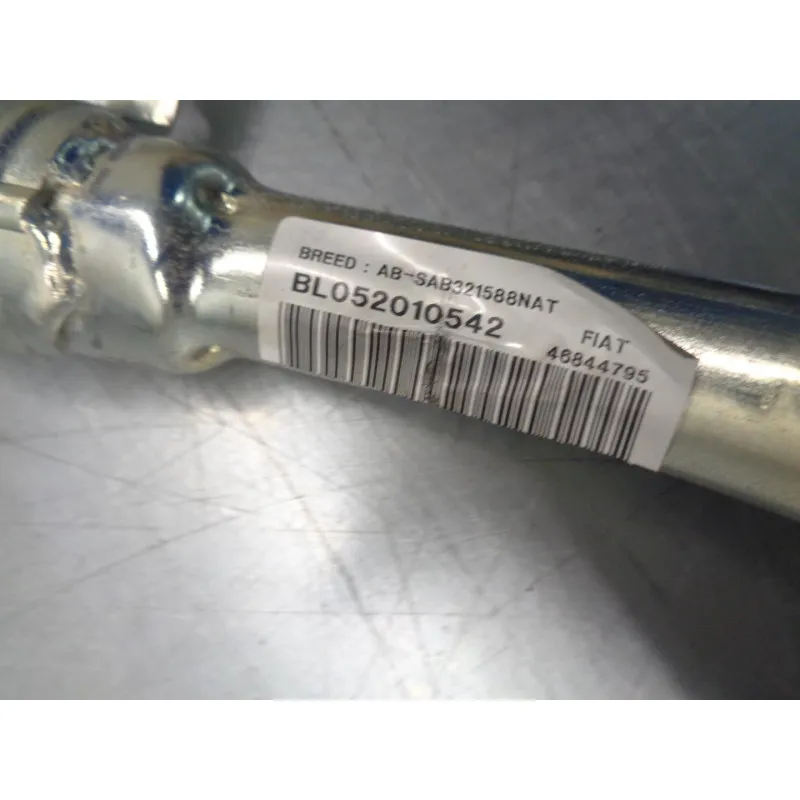 BREED : AB-SAB321588NAT
BL052010542
FIAT
46844795